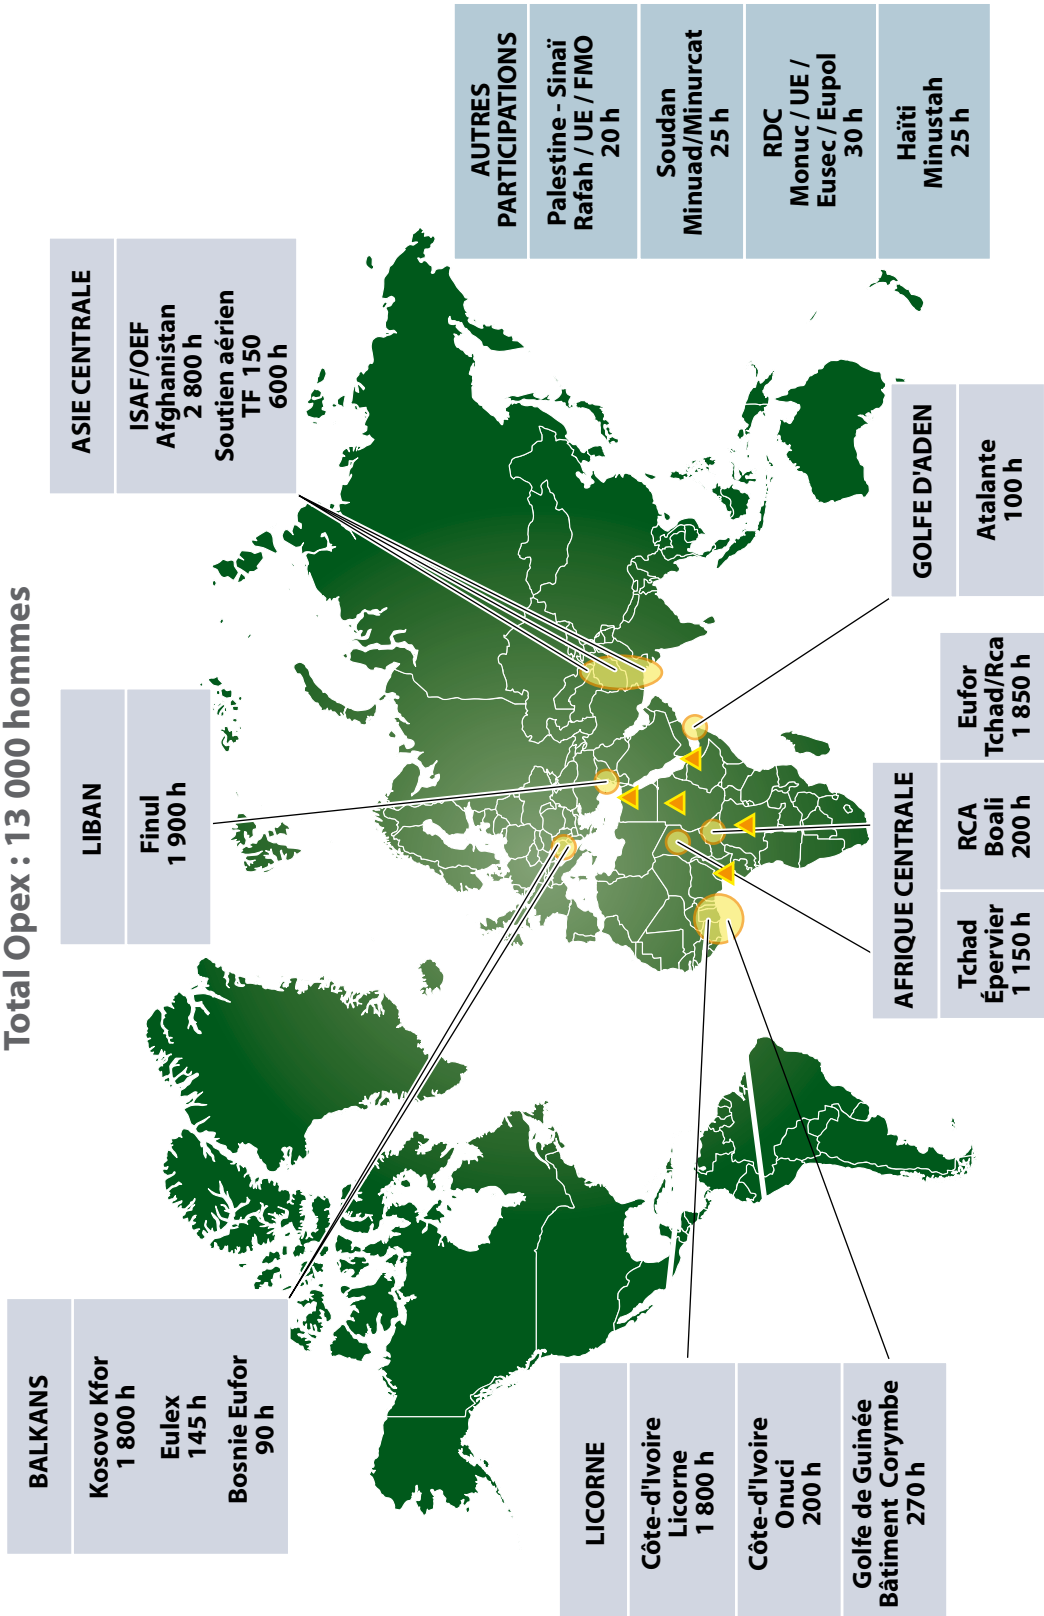 Total Opex : 13 000 hommes
BALKANS
Kosovo Kfor
1 800 h
Eulex
145 h
Bosnie Eufor
90 h
LIBAN
Finul
1 900 h
ASIE CENTRALE
ISAF/OEF
Afghanistan
2 800 h
Soutien aérien
TF 150
600 h
LICORNE
Côte-d'Ivoire
Licorne
1 800 h
Côte-d'Ivoire
Onuci
200 h
Golfe de Guinée
Bâtiment Corymbe
270 h
AFRIQUE CENTRALE
Tchad
Épervier
1 150 h
RCA
Boali
200 h
Eufor
Tchad/Rca
1 850 h
GOLFE D'ADEN
Atalante
100 h
AUTRES
PARTICIPATIONS
Palestine - Sinaï
Rafah / UE / FMO
20 h
Soudan
Minuad/Minurcat
25 h
RDC
Monuc / UE /
Eusec / Eupol
30 h
Haïti
Minustah
25 h